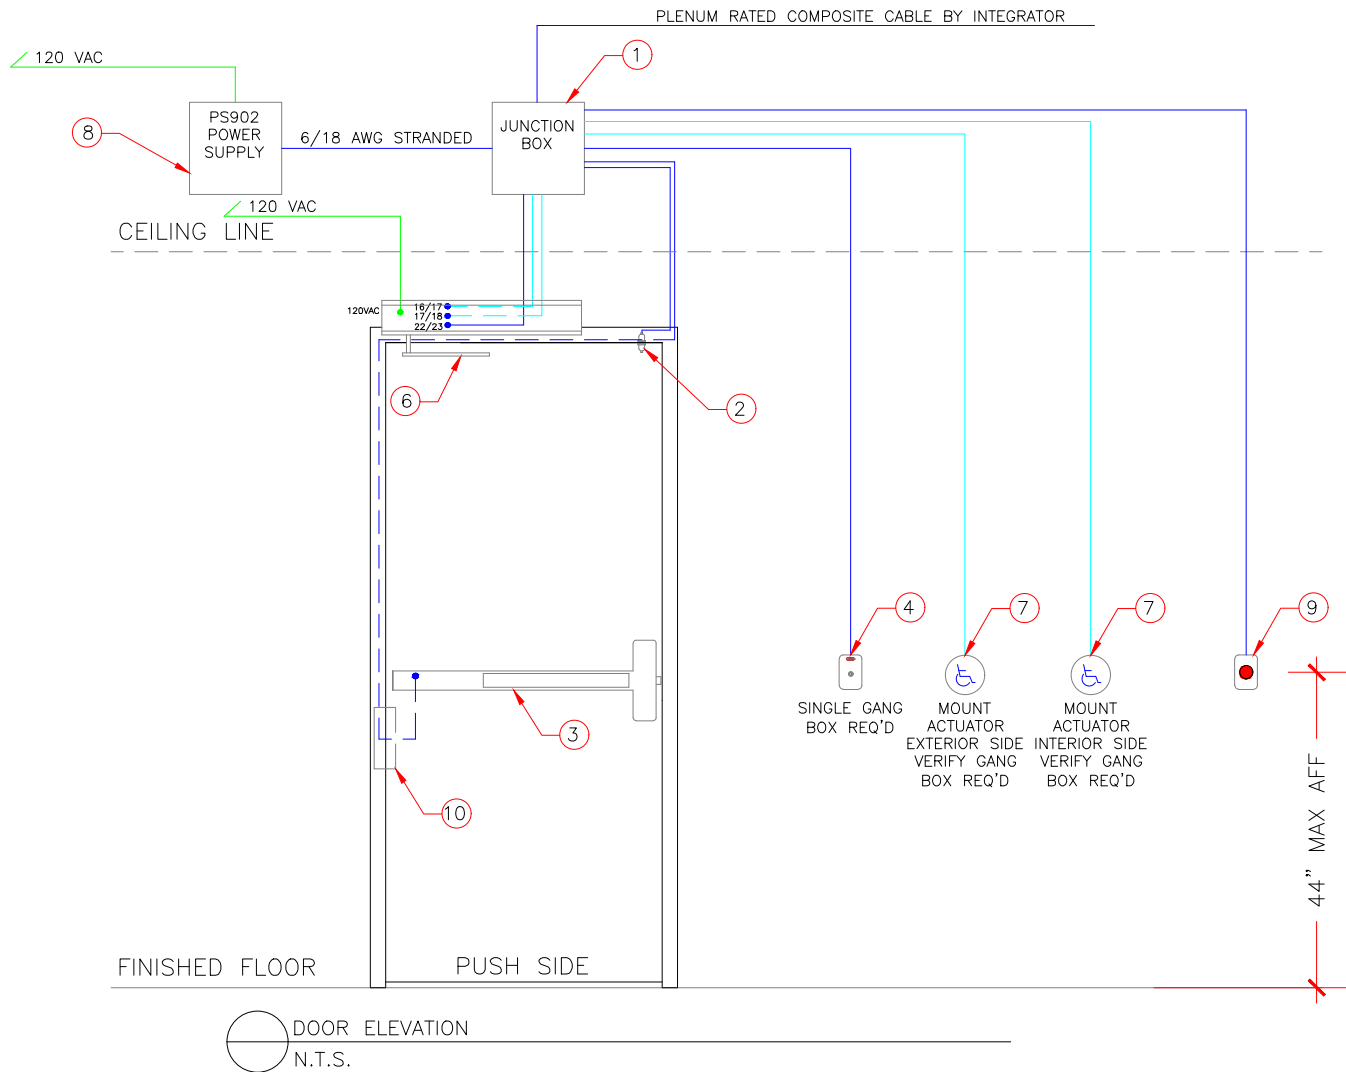 PLENUM RATED COMPOSITE CABLE BY INTEGRATOR
120 VAC
1
PS902
POWER
SUPPLY
8
6/18 AWG STRANDED
JUNCTION
BOX
120 VAC
CEILING LINE
120VAC
16/17
17/18
22/23
6
2
4
7
7
9
SINGLE GANG
BOX REQ'D
MOUNT
ACTUATOR
EXTERIOR SIDE
VERIFY GANG
BOX REQ'D
MOUNT
ACTUATOR
INTERIOR SIDE
VERIFY GANG
BOX REQ'D
3
10
44" MAX AFF
FINISHED FLOOR
PUSH SIDE
DOOR ELEVATION
N.T.S.